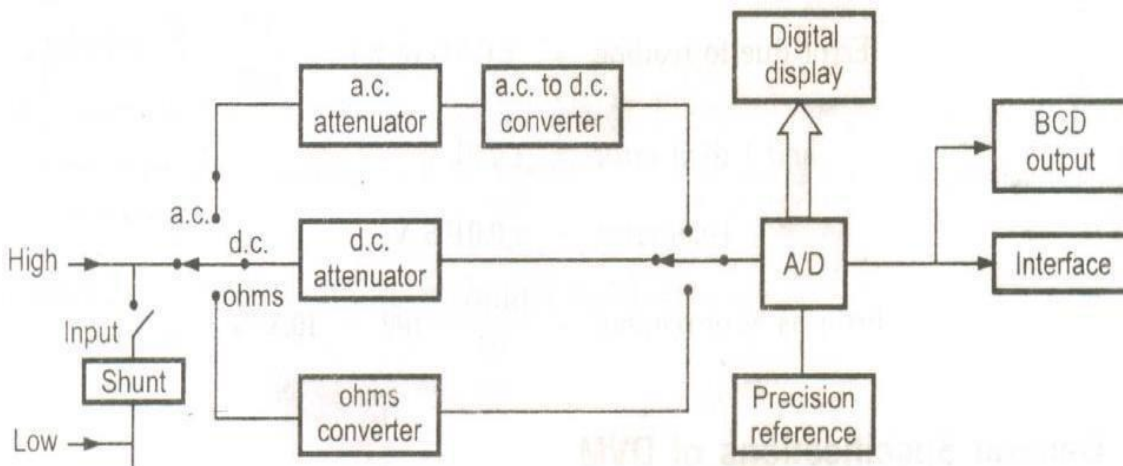 Digital
display
a.c.
attenuator
a.c. to d.c.
converter
BCD
output
a.c.
d.c.
High
d.c.
attenuator
A/D
Interface
ohms
Input
Shunt
ohms
converter
Precision
reference
Low